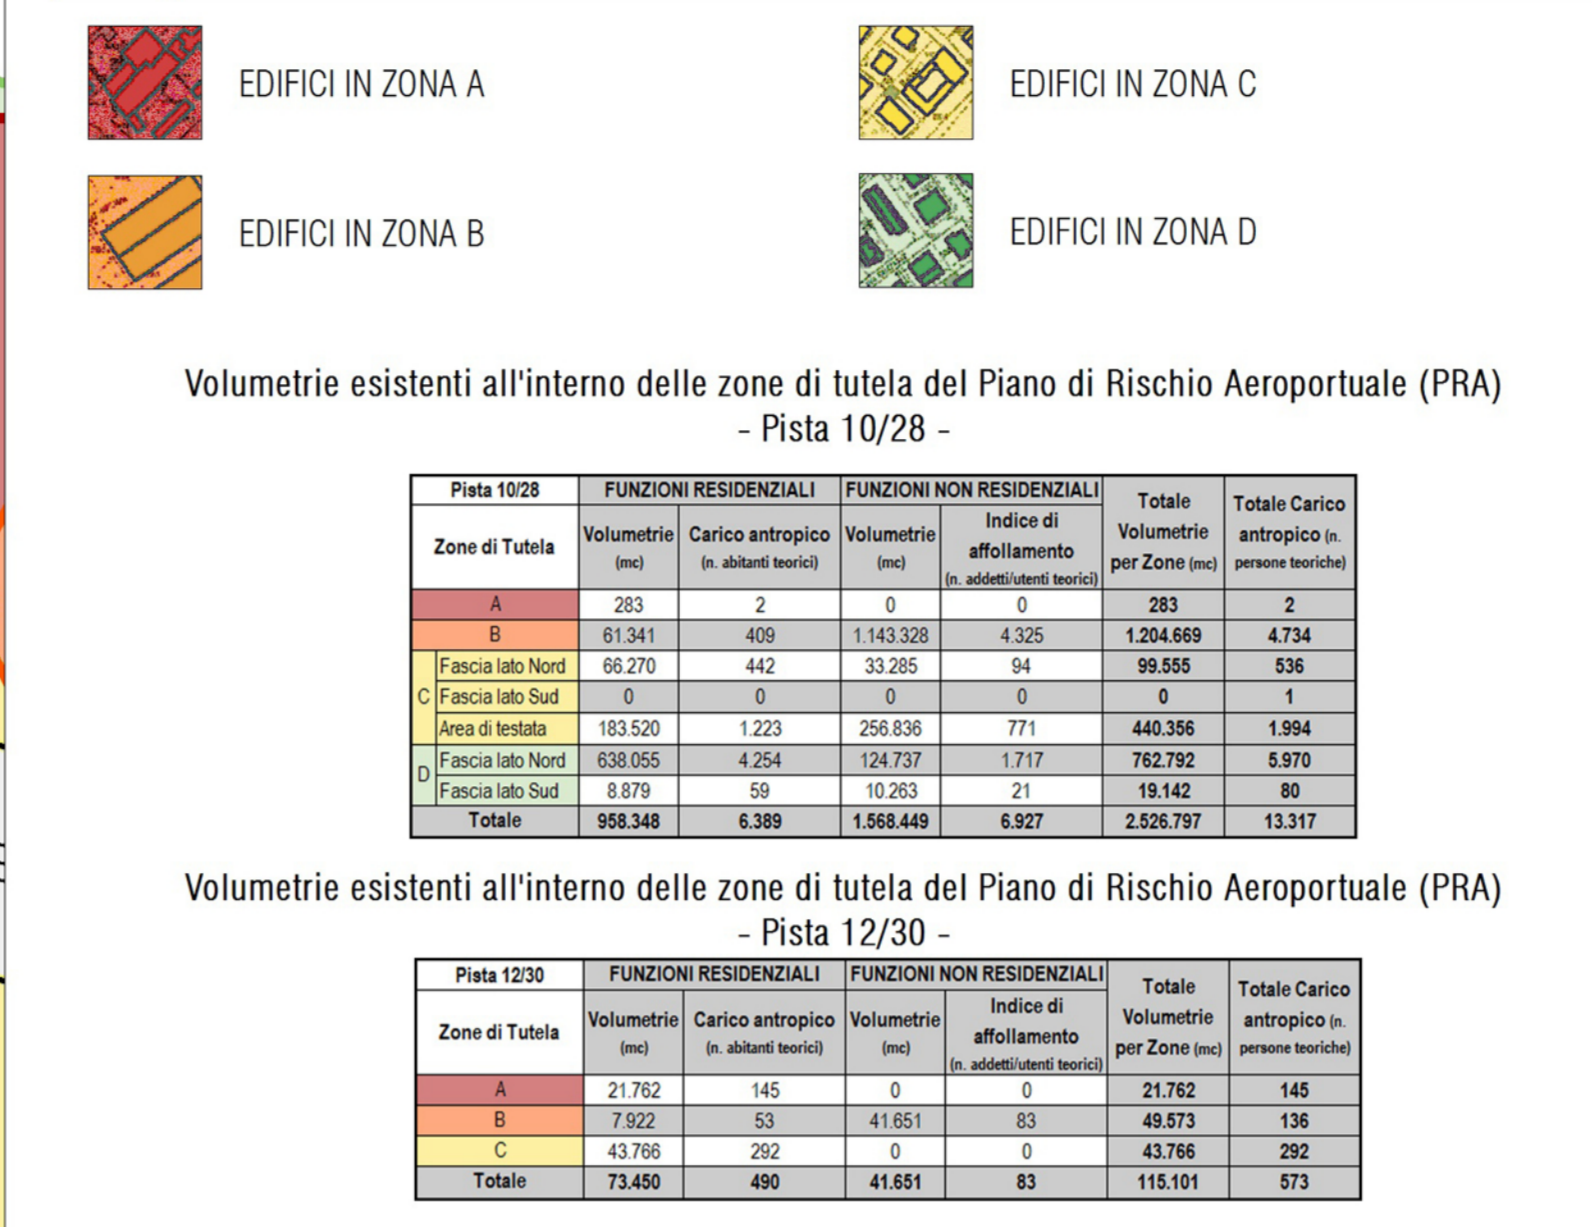 EDIFICI IN ZONA A
EDIFICI IN ZONA C
EDIFICI IN ZONA B
EDIFICI IN ZONA D
Volumetrie esistenti all'interno delle zone di tutela del Piano di Rischio Aeroportuale (PRA)
- Pista 10/28 -
Pista 10/28 FUNZIONI RESIDENZIALI FUNZIONI NON RESIDENZIALI Totale Volumetrie per Zone (mc) Totale Carico antropico (n. persone teoriche)
Zone di Tutela Volumetrie (mc) Carico antropico (n. abitanti teorici) Volumetrie (mc) Indice di affollamento (n. addetti/utenti teorici)
A 283 2 0 0 283 2
B 61.341 409 1.143.328 4.325 1.204.669 4.734
C Fascia lato Nord 66.270 442 33.285 94 99.555 536
Fascia lato Sud 0 0 0 0 0 1
Area di testata 183.520 1.223 256.836 771 440.356 1.994
D Fascia lato Nord 638.055 4.254 124.737 1.717 762.792 5.970
Fascia lato Sud 8.879 59 10.263 21 19.142 80
Totale 958.348 6.389 1.568.449 6.927 2.526.797 13.317
Volumetrie esistenti all'interno delle zone di tutela del Piano di Rischio Aeroportuale (PRA)
- Pista 12/30 -
Pista 12/30 FUNZIONI RESIDENZIALI FUNZIONI NON RESIDENZIALI Totale Volumetrie per Zone (mc) Totale Carico antropico (n. persone teoriche)
Zone di Tutela Volumetrie (mc) Carico antropico (n. abitanti teorici) Volumetrie (mc) Indice di affollamento (n. addetti/utenti teorici)
A 21.762 145 0 0 21.762 145
B 7.922 53 41.651 83 49.573 136
C 43.766 292 0 0 43.766 292
Totale 73.450 490 41.651 83 115.101 573